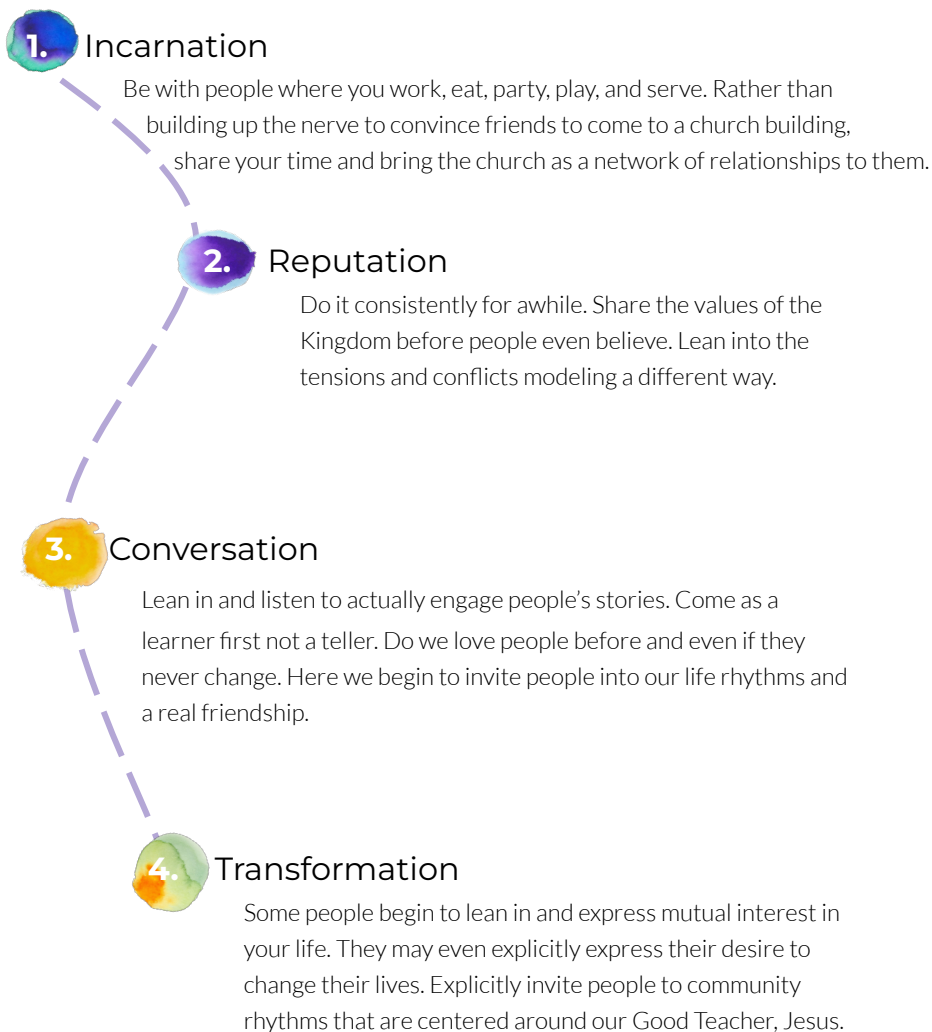 1. Incarnation
Be with people where you work, eat, party, play, and serve. Rather than
building up the nerve to convince friends to come to a church building,
share your time and bring the church as a network of relationships to them.
2. Reputation
Do it consistently for awhile. Share the values of the
Kingdom before people even believe. Lean into the
tensions and conflicts modeling a different way.
3. Conversation
Lean in and listen to actually engage people’s stories. Come as a
learner first not a teller. Do we love people before and even if they
never change. Here we begin to invite people into our life rhythms and
a real friendship.
4. Transformation
Some people begin to lean in and express mutual interest in
your life. They may even explicitly express their desire to
change their lives. Explicitly invite people to community
rhythms that are centered around our Good Teacher, Jesus.